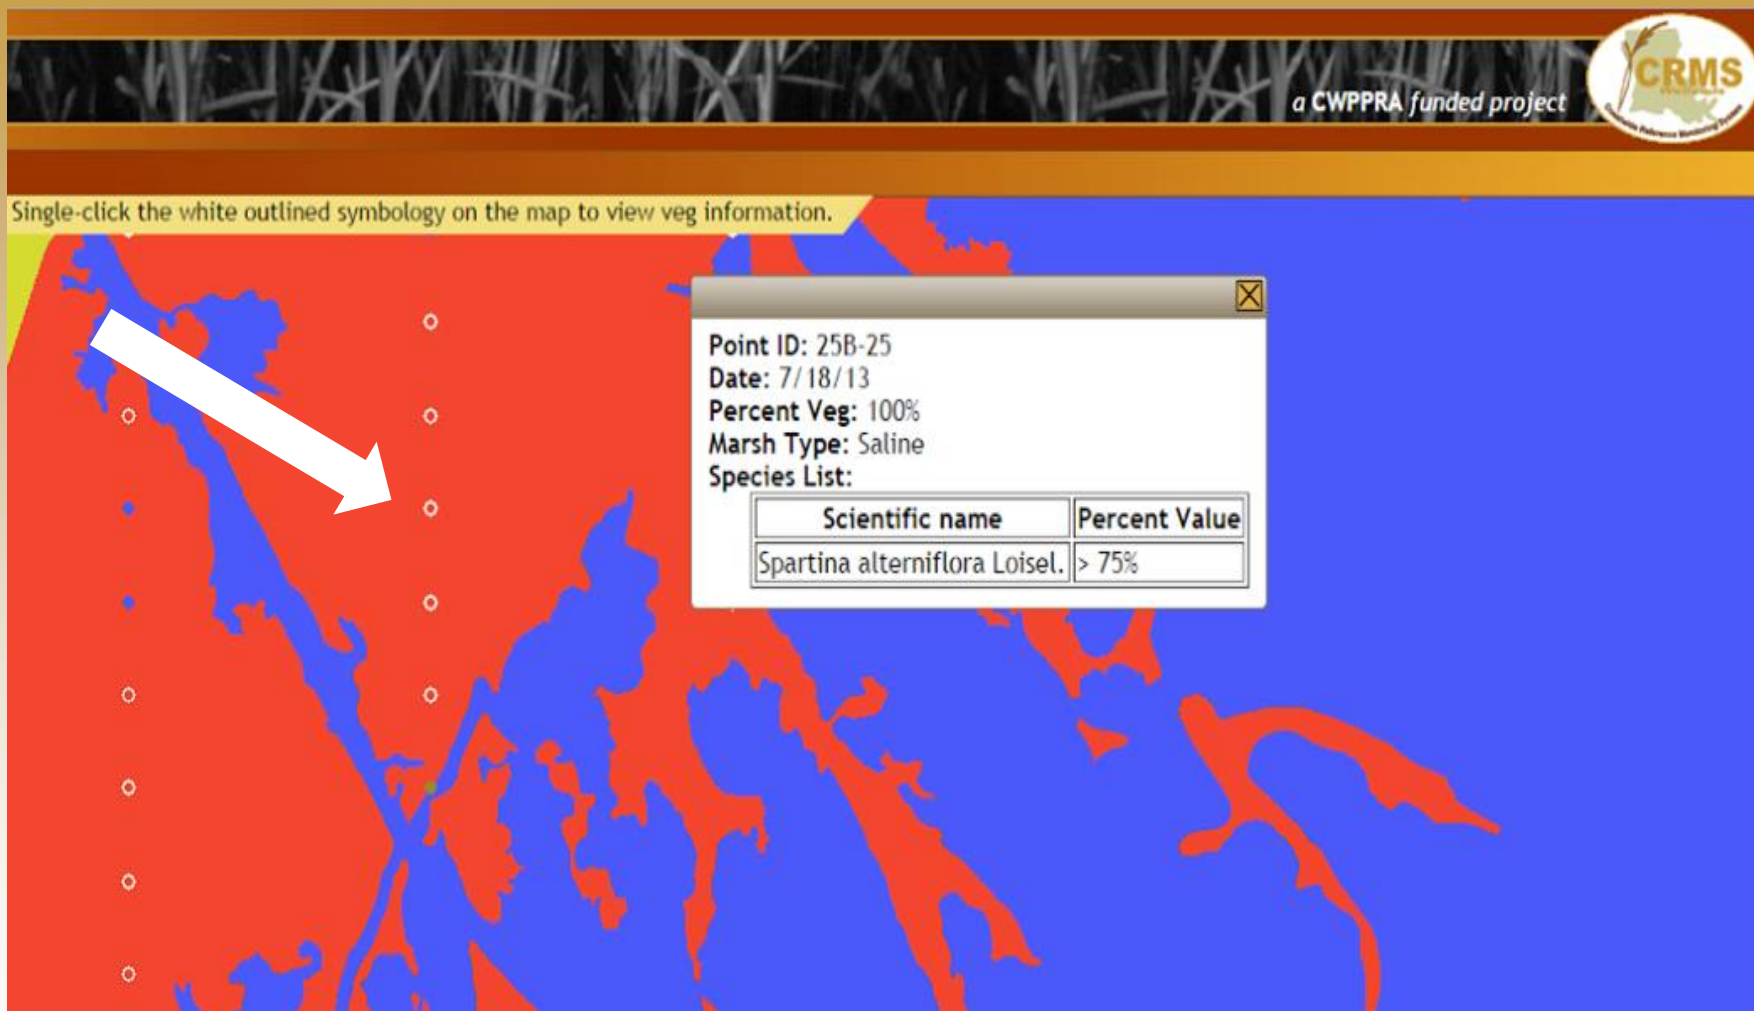 a CWPPRA funded project
CRMS
Single-click the white outlined symbology on the map to view veg information.
Point ID: 25B-25
Date: 7/18/13
Percent Veg: 100%
Marsh Type: Saline
Species List:
Scientific name Percent Value
Spartina alterniflora Loisel. > 75%